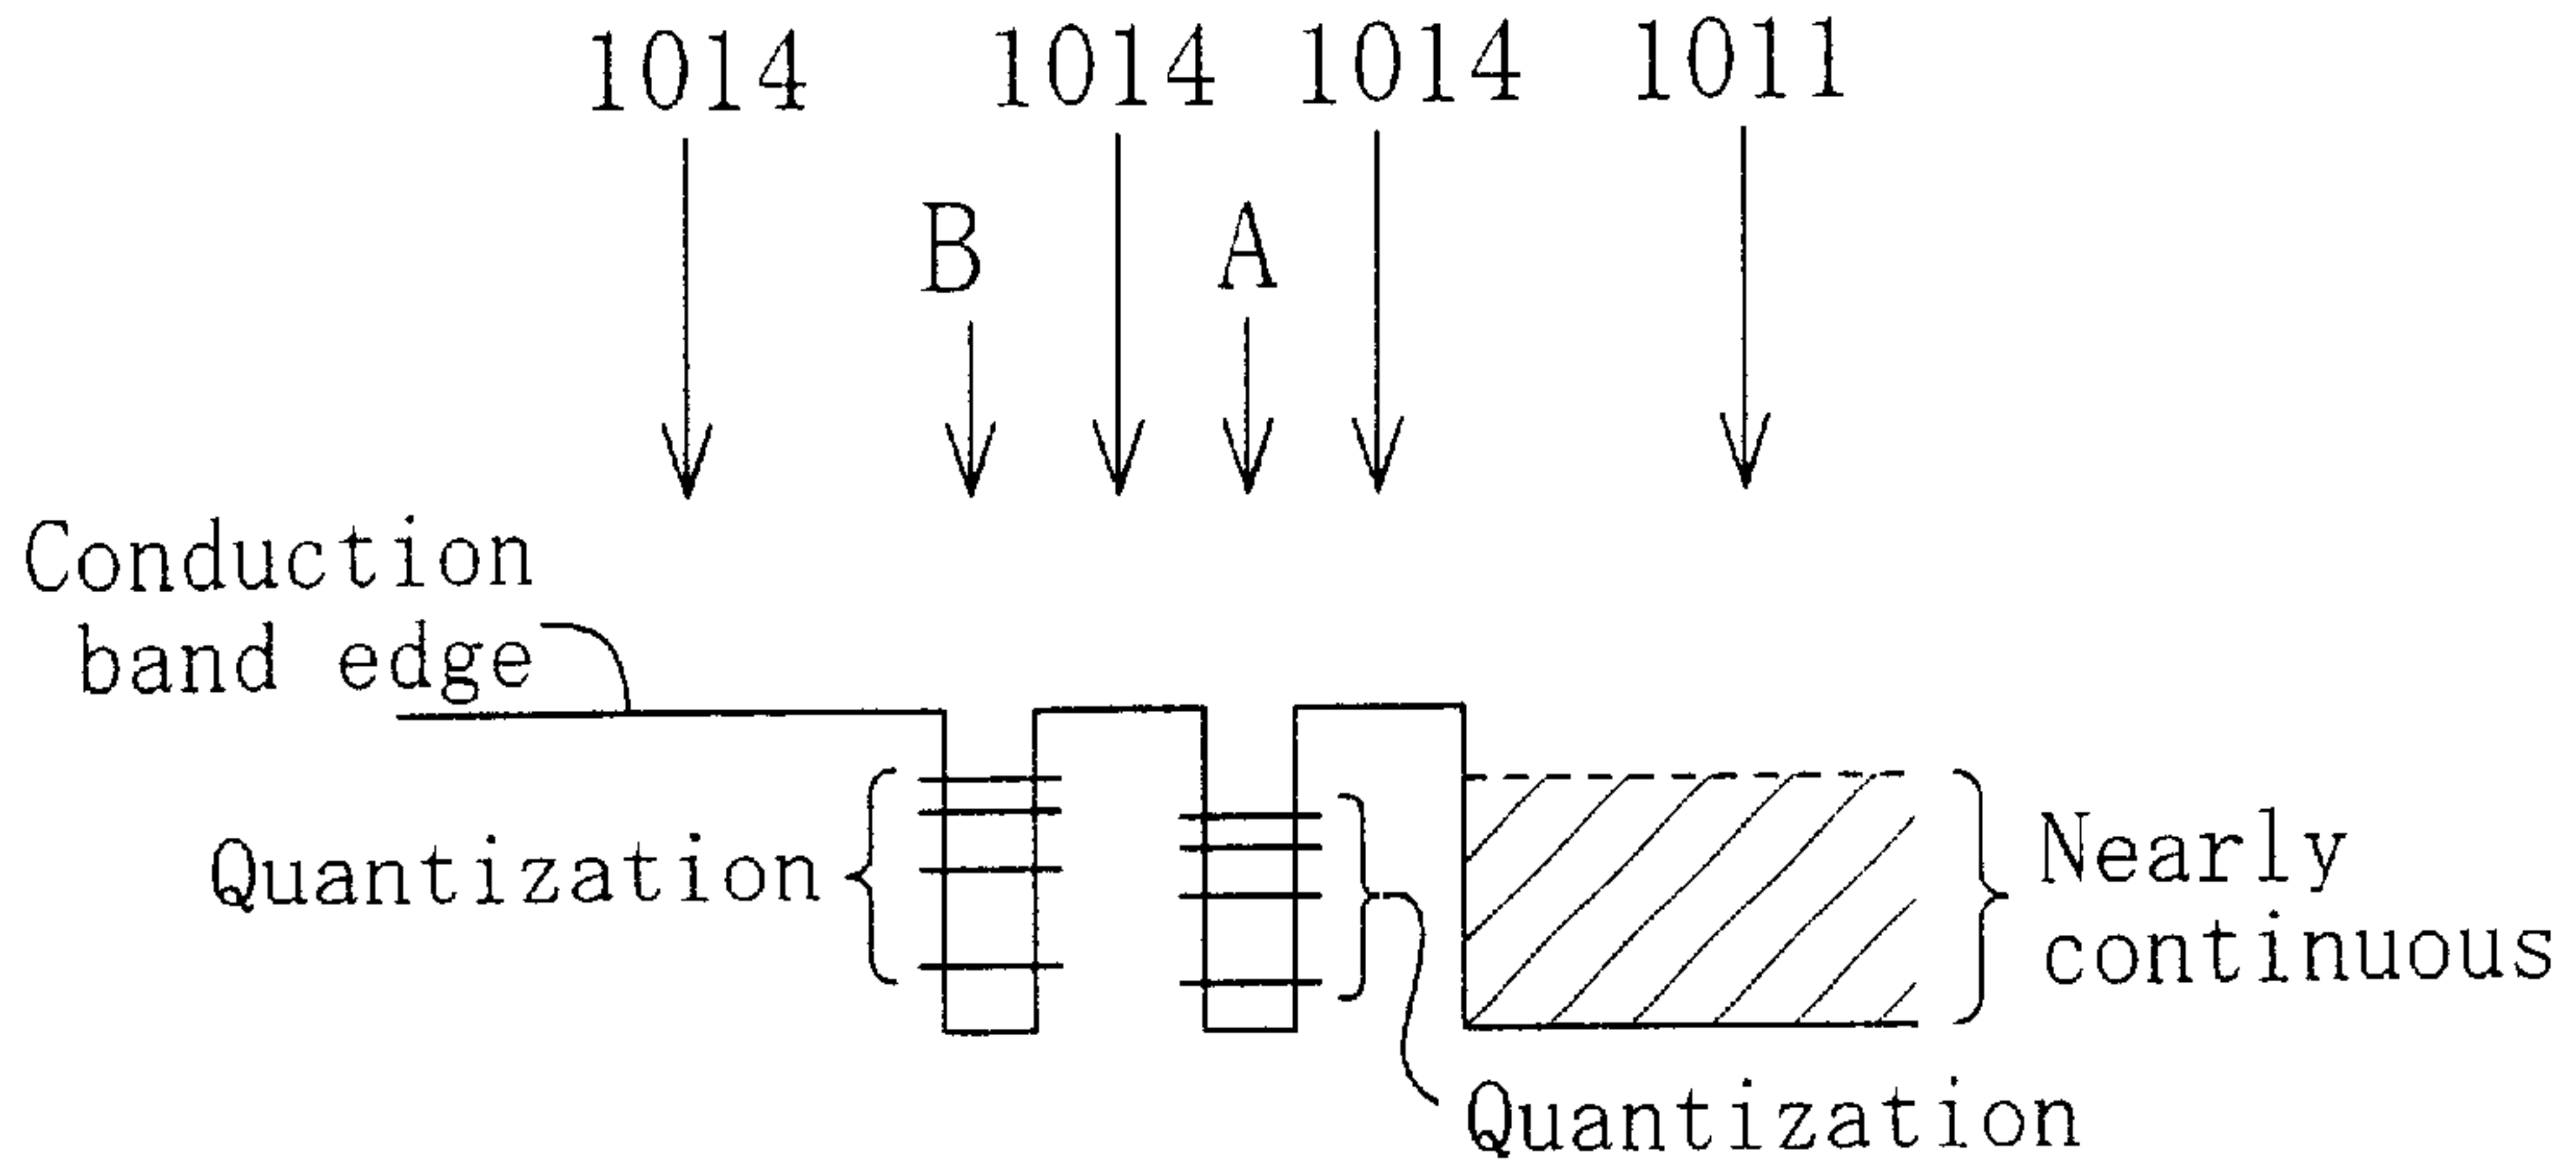 1014 1014 1014 1011
B A
Conduction
band edge
Quantization
Nearly
continuous
Quantization